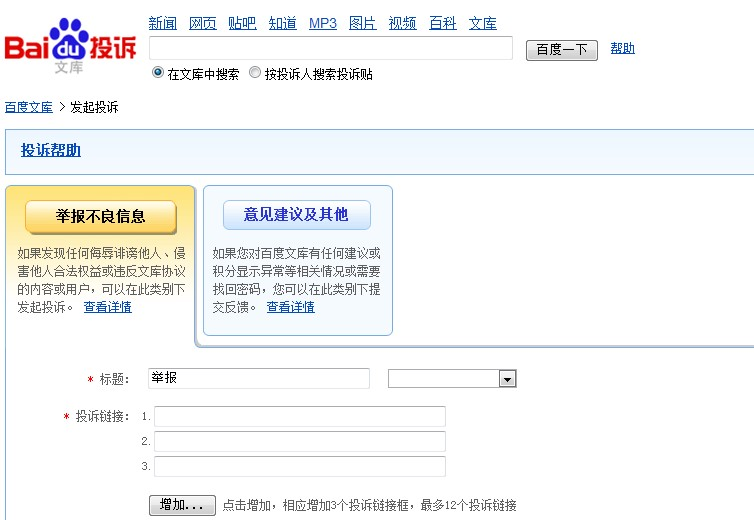 新闻 网页 贴吧 知道 MP3 图片 视频 百科 文库
Bai du 投诉
文库
百度一下 帮助
在文库中搜索 按投诉人搜索投诉贴
百度文库 > 发起投诉
投诉帮助
举报不良信息
如果发现任何侮辱诽谤他人、侵
害他人合法权益或违反文库协议
的内容或用户，可以在此类别下
发起投诉。 查看详情
意见建议及其他
如果您对百度文库有任何建议或
积分显示异常等相关情况或需要
找回密码，您可以在此类别下提
交反馈。 查看详情
* 标题： 举报
* 投诉链接： 1.
2.
3.
增加... 点击增加，相应增加3个投诉链接框，最多12个投诉链接